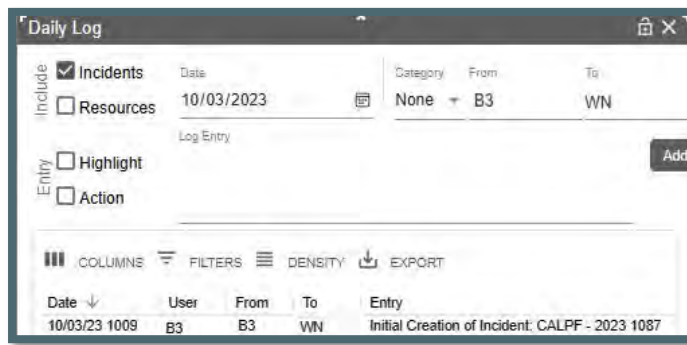 Daily Log
Include
Incidents
Resources
Date
10/03/2023
Category
None
From
B3
To
WN
Entry
Highlight
Action
Log Entry
Add
COLUMNS FILTERS DENSITY EXPORT
Date User From To Entry
10/03/23 1009 B3 B3 WN Initial Creation of Incident: CALPF - 2023 1087